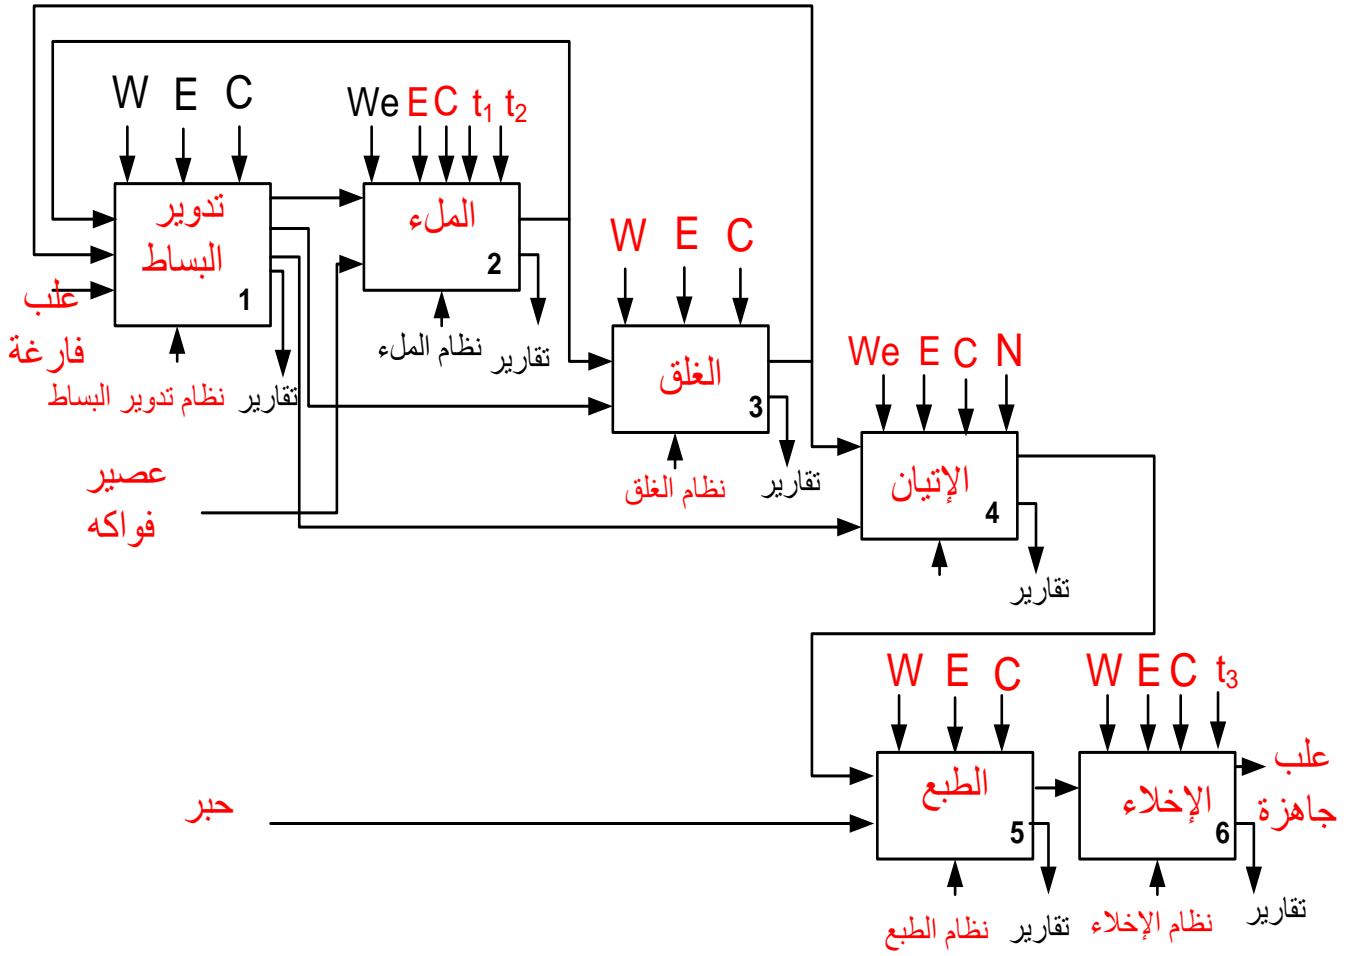 W E C
We E C t1 t2
تدوير
البساط
1
الملء
2
W E C
علب
فارغة
نظام تدوير البساط
تقارير
نظام الملء
تقارير
الغلق
3
We E C N
عصير
فواكه
نظام الغلق
تقارير
الإتيان
4
تقارير
W E C
W E C t3
حبر
الطبع
5
الإخلاء
6
علب
جاهزة
نظام الطبع
تقارير
نظام الإخلاء
تقارير